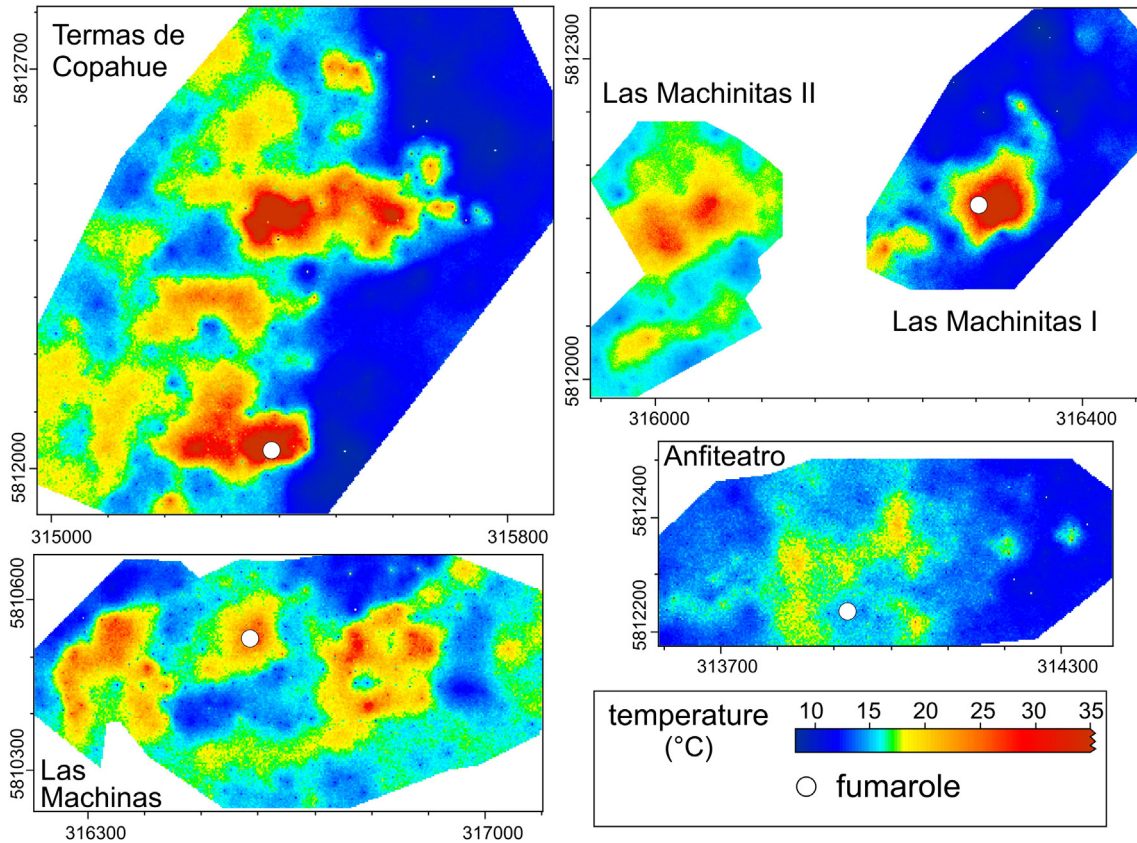 Termas de
Copahue
5812700
5812000
315000
315800
Las Machinitas II
Las Machinitas I
5812300
5812000
316000
316400
Anfiteatro
5812400
5812200
313700
314300
Las
Machinas
5810600
5810300
316300
317000
temperature
(°C)
10 15 20 25 30 35
fumarole